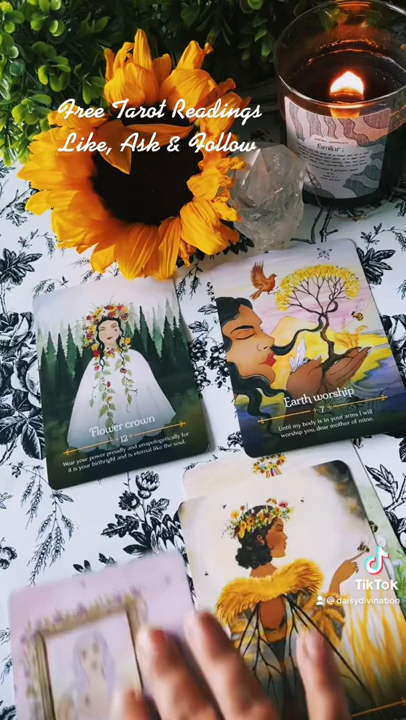 Free Tarot Readings
Like, Ask & Follow
familiar:
Flower crown
12
Wear your power proudly and unapologetically for
it is your birthright and is eternal like the soul.
Earth worship
7
Until my body is in your arms I will
worship you, dear mother of mine.
TikTok
@daisydivination